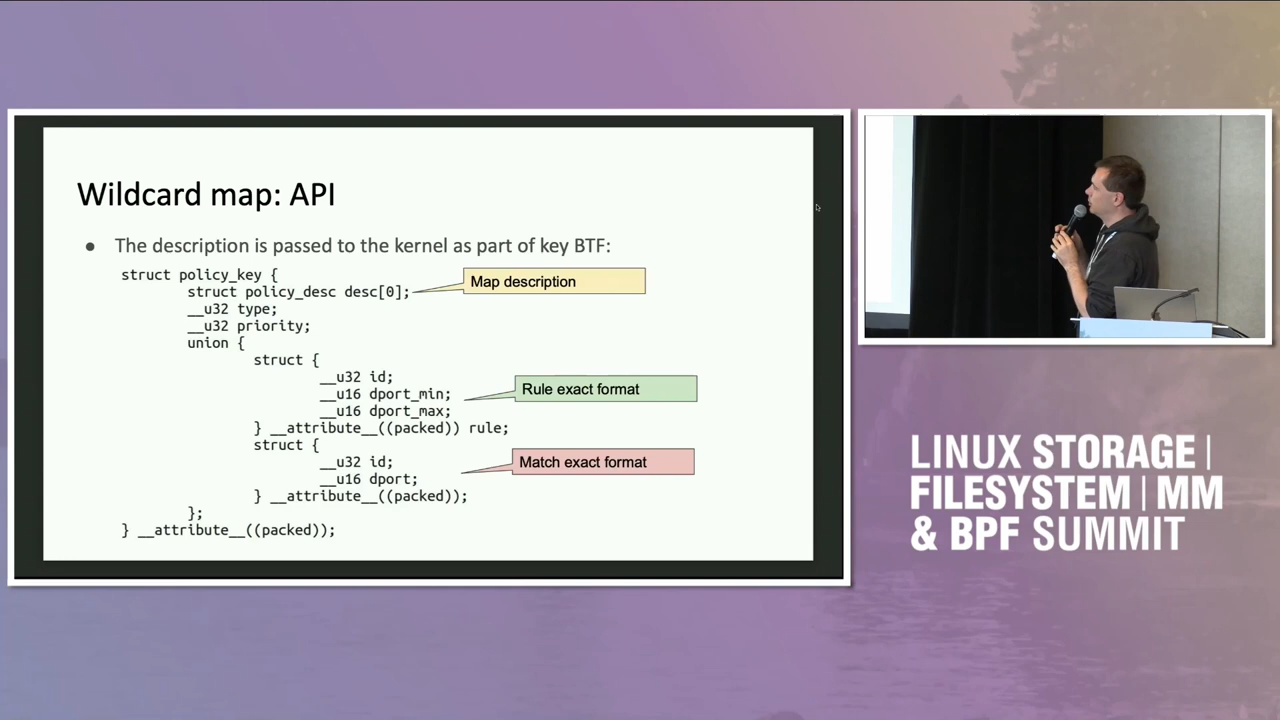 Wildcard map: API
● The description is passed to the kernel as part of key BTF:
struct policy_key {
struct policy_desc desc[0];
Map description
__u32 type;
__u32 priority;
union {
struct {
__u32 id;
__u16 dport_min;
Rule exact format
__u16 dport_max;
} __attribute__((packed)) rule;
struct {
__u32 id;
Match exact format
__u16 dport;
} __attribute__((packed));
};
} __attribute__((packed));
LINUX STORAGE |
FILESYSTEM | MM
& BPF SUMMIT